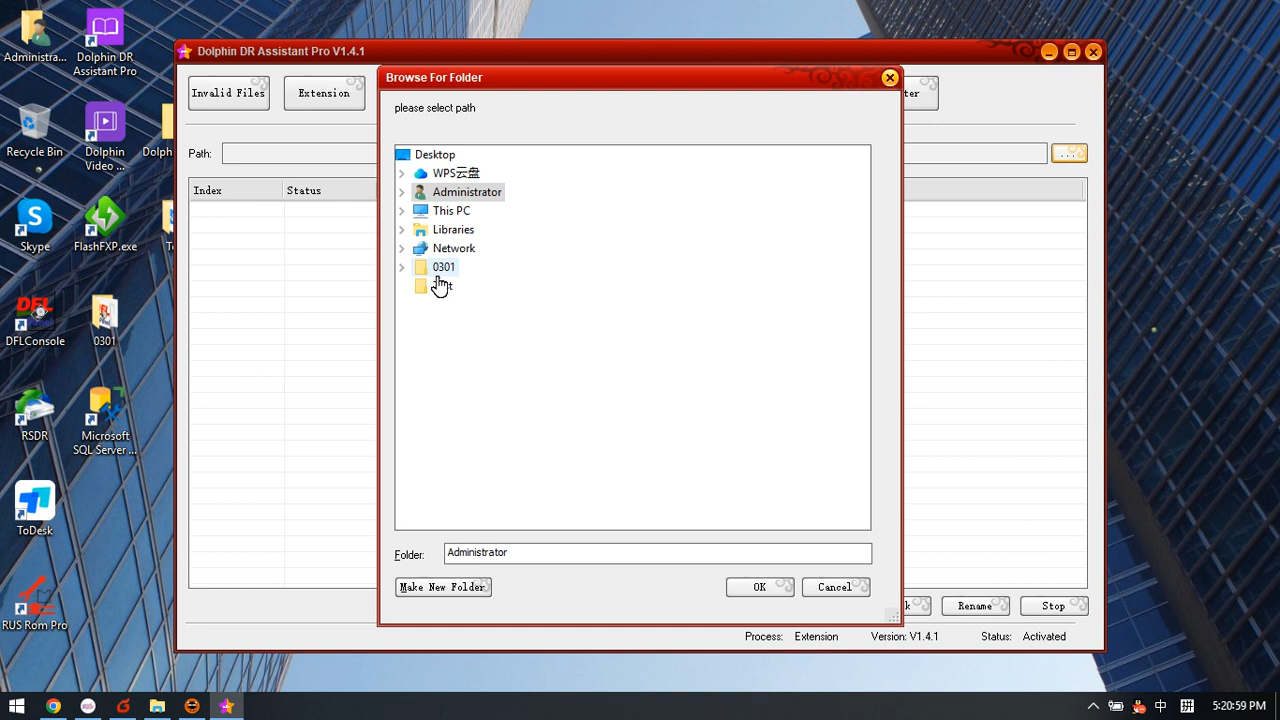 Administra...
Dolphin DR
Assistant Pro
Recycle Bin
Dolphin
Video ...
Dolph
Skype
FlashFXP.exe
DFL
DFLConsole
0301
RSDR
Microsoft
SQL Server ...
ToDesk
RUS Rom Pro
Dolphin DR Assistant Pro V1.4.1
Invalid Files
Extension
Path:
...
Index
Status
Browse For Folder
please select path
Desktop
WPS云盘
Administrator
This PC
Libraries
Network
0301
Folder:
Administrator
Make New Folder
OK
Cancel
Rename
Stop
Process:
Extension
Version: V1.4.1
Status:
Activated
中
拼
5:20:59 PM